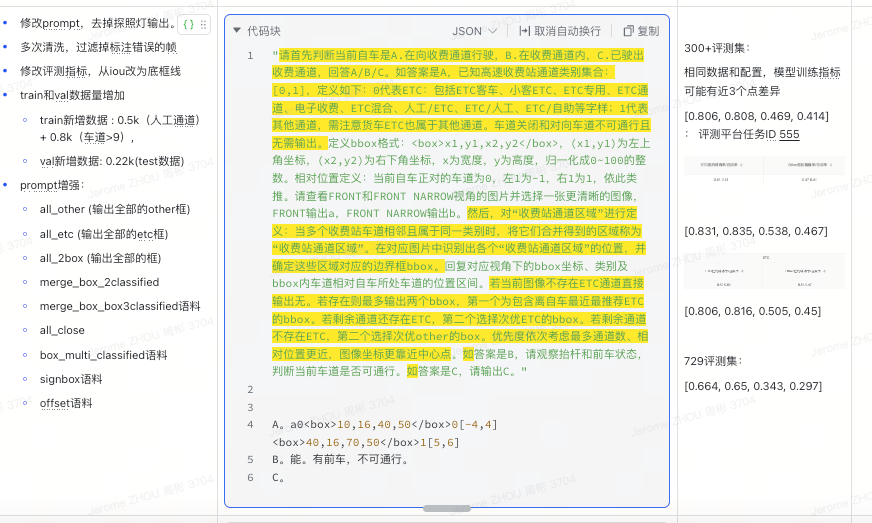 修改prompt，去掉探照灯输出。
多次清洗，过滤掉标注错误的帧
修改评测指标，从iou改为底框线
train和val数据量增加
train新增数据：0.5k（人工通道）
+ 0.8k（车道>9），
val新增数据: 0.22k(test数据)
prompt增强：
all_other (输出全部的other框)
all_etc (输出全部的etc框)
all_2box (输出全部的框)
merge_box_2classified
merge_box_box3classified语料
all_close
box_multi_classified语料
signbox语料
offset语料
代码块
JSON
取消自动换行
复制
1
"请首先判断当前自车是A.在向收费通道行驶，B.在收费通道内，C.已驶出
收费通道，回答A/B/C。如答案是A，已知高速收费站通道类别集合：
[0,1]，定义如下：0代表ETC：包括ETC客车、小客ETC、ETC专用、ETC通
道、电子收费、ETC混合、人工/ETC、ETC/人工、ETC/自助等字样；1代表
其他通道，需注意货车ETC也属于其他通道。车道关闭和对向车道不可通行且
无需输出。定义bbox格式：<box>x1,y1,x2,y2</box>, (x1,y1)为左上
角坐标，(x2,y2)为右下角坐标，x为宽度，y为高度，归一化成0~100的整
数。相对位置定义：当前自车正对的车道为0，左1为-1，右1为1，依此类
推。请查看FRONT和FRONT NARROW视角的图片并选择一张更清晰的图像，
FRONT输出a，FRONT NARROW输出b。然后，对“收费站通道区域”进行定
义：当多个收费站车道相邻且属于同一类别时，将它们合并得到的区域称为
“收费站通道区域”。在对应图片中识别出各个“收费站通道区域”的位置，并
确定这些区域对应的边界框bbox。回复对应视角下的bbox坐标、类别及
bbox内车道相对自车所处车道的位置区间。若当前图像不存在ETC通道直接
输出无。若存在则最多输出两个bbox，第一个为包含离自车最近最推荐ETC
的bbox。若剩余通道还存在ETC，第二个选择次优ETC的bbox。若剩余通道
不存在ETC，第二个选择次优other的bbox。优先度依次考虑最多通道数、相
对位置更近，图像坐标更靠近中心点。如答案是B，请观察抬杆和前车状态，
判断当前车道是否可通行。如答案是C，请输出C。"
2
3
4
A。a0<box>10,16,40,50</box>0[-4,4]
<box>40,16,70,50</box>1[5,6]
5
B。能。有前车，不可通行。
6
C。
300+评测集：
相同数据和配置，模型训练指标
可能有近3个点差异
[0.806, 0.808, 0.469, 0.414]
： 评测平台任务ID 555
[0.831, 0.835, 0.538, 0.467]
[0.806, 0.816, 0.505, 0.45]
729评测集：
[0.664, 0.65, 0.343, 0.297]
Jerome ZHOU 周彬 3704